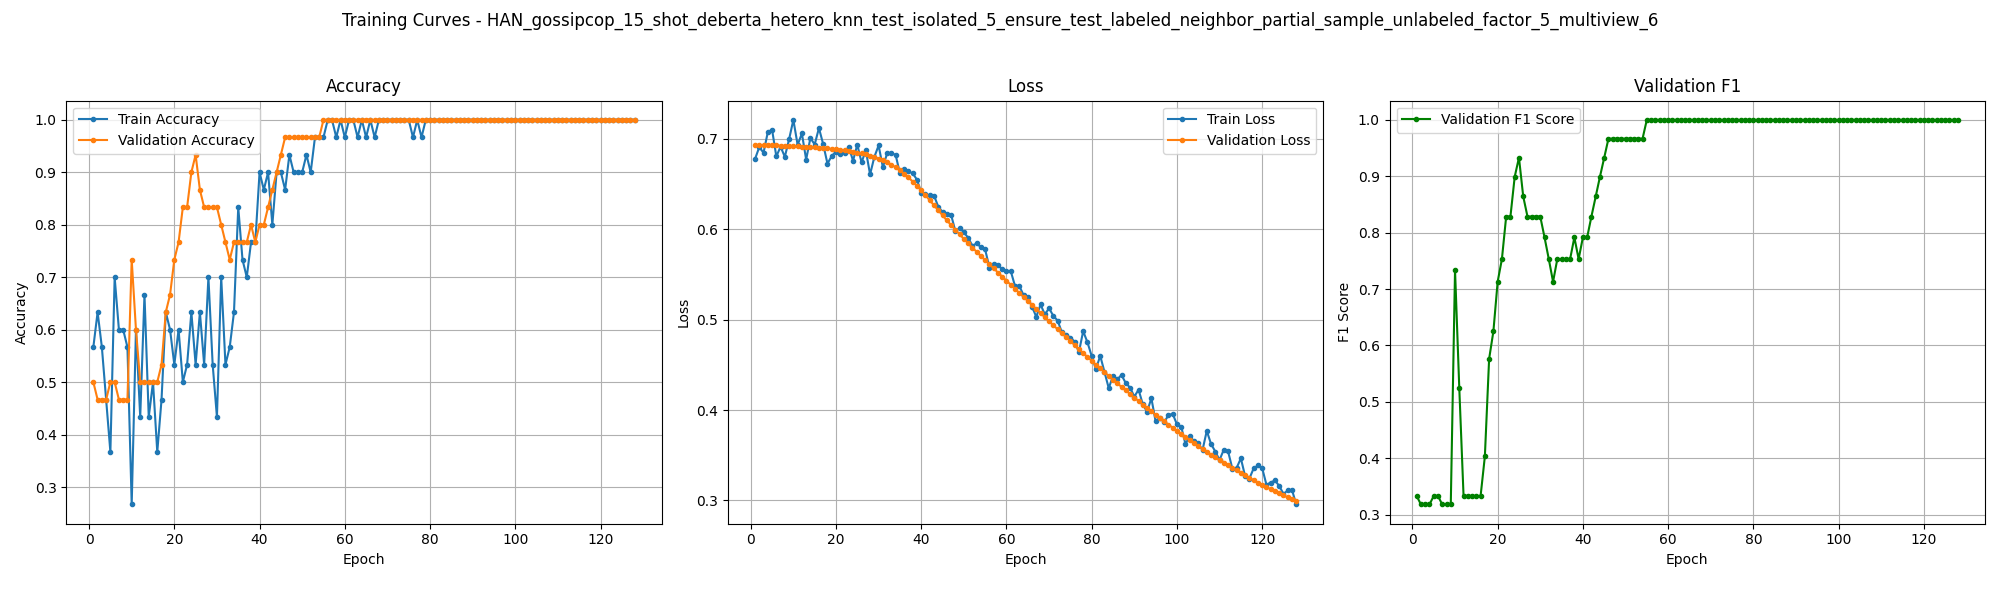 Training Curves - HAN_gossipcop_15_shot_deberta_hetero_knn_test_isolated_5_ensure_test_labeled_neighbor_partial_sample_unlabeled_factor_5_multiview_6
Accuracy
Train Accuracy
Validation Accuracy
1.0
0.9
0.8
0.7
0.6
0.5
0.4
0.3
Accuracy
0 20 40 60 80 100 120
Epoch
Loss
Train Loss
Validation Loss
0.7
0.6
0.5
0.4
0.3
Loss
0 20 40 60 80 100 120
Epoch
Validation F1
Validation F1 Score
1.0
0.9
0.8
0.7
0.6
0.5
0.4
0.3
F1 Score
0 20 40 60 80 100 120
Epoch